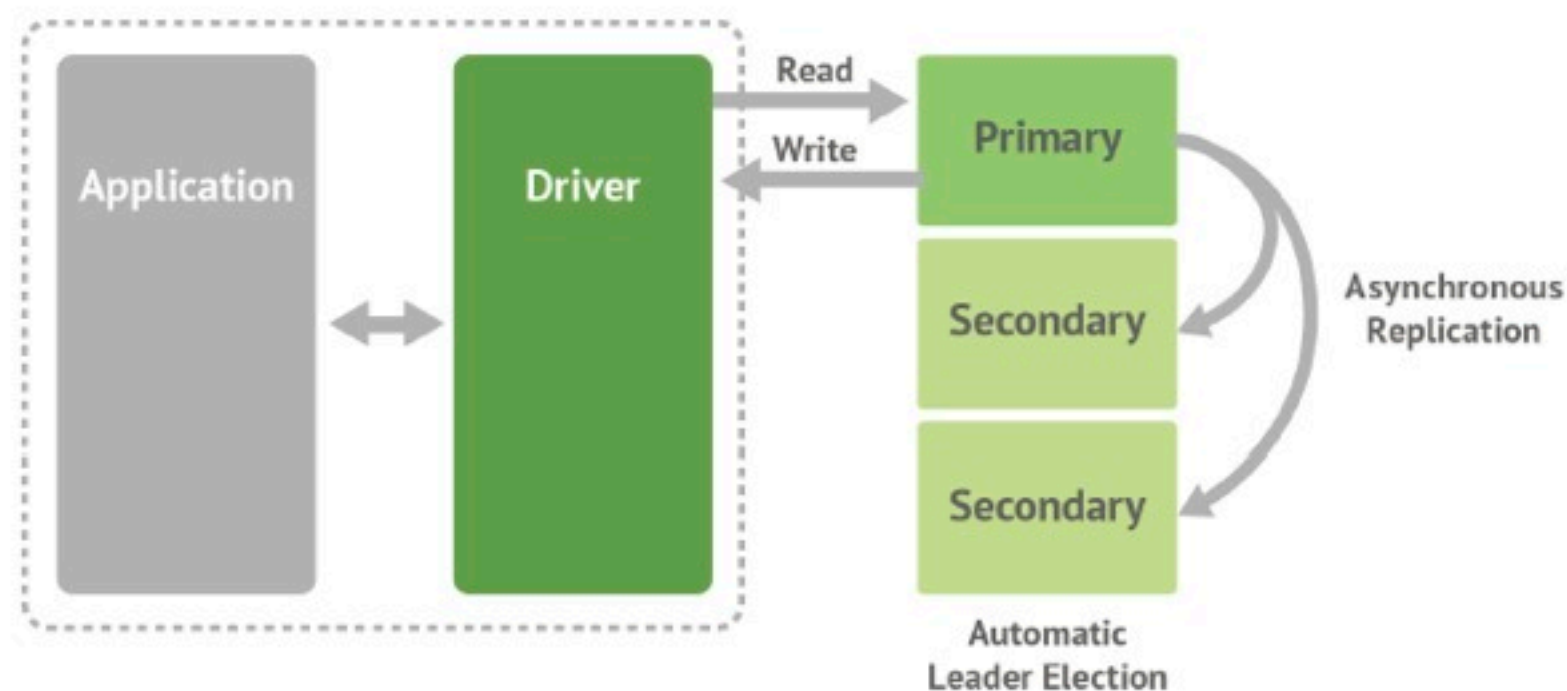 Application
Driver
Read
Write
Primary
Secondary
Secondary
Asynchronous
Replication
Automatic
Leader Election